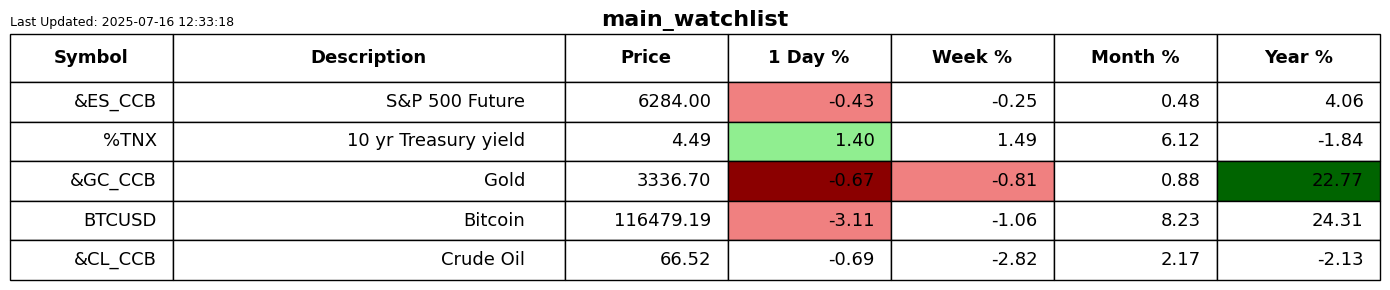 Last Updated: 2025-07-16 12:33:18
main_watchlist
Symbol Description Price 1 Day % Week % Month % Year %
&ES_CCB S&P 500 Future 6284.00 -0.43 -0.25 0.48 4.06
%TNX 10 yr Treasury yield 4.49 1.40 1.49 6.12 -1.84
&GC_CCB Gold 3336.70 -0.67 -0.81 0.88 22.77
BTCUSD Bitcoin 116479.19 -3.11 -1.06 8.23 24.31
&CL_CCB Crude Oil 66.52 -0.69 -2.82 2.17 -2.13